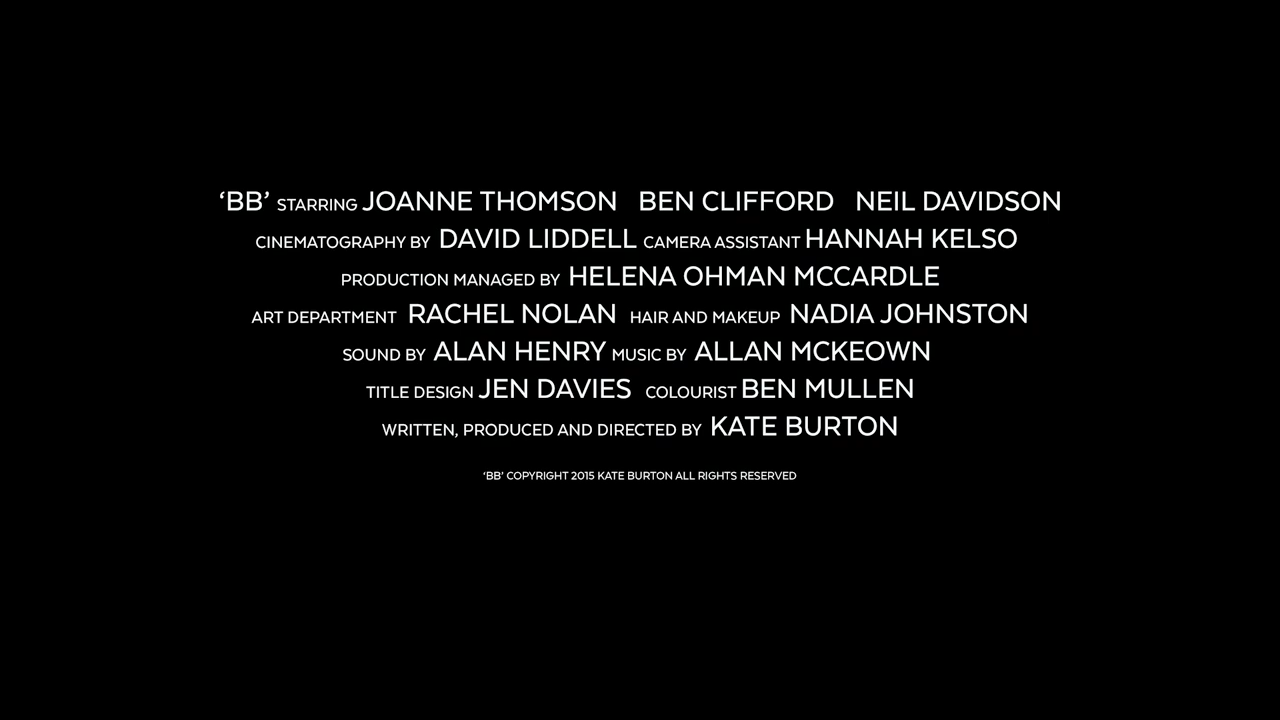 ‘BB’ STARRING JOANNE THOMSON BEN CLIFFORD NEIL DAVIDSON
CINEMATOGRAPHY BY DAVID LIDDELL CAMERA ASSISTANT HANNAH KELSO
PRODUCTION MANAGED BY HELENA OHMAN MCCARDLE
ART DEPARTMENT RACHEL NOLAN HAIR AND MAKEUP NADIA JOHNSTON
SOUND BY ALAN HENRY MUSIC BY ALLAN MCKEOWN
TITLE DESIGN JEN DAVIES COLOURIST BEN MULLEN
WRITTEN, PRODUCED AND DIRECTED BY KATE BURTON
‘BB’ COPYRIGHT 2015 KATE BURTON ALL RIGHTS RESERVED